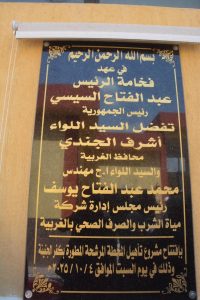 بسم الله الرحمن الرحيم
في عهد
فخامة الرئيس
عبد الفتاح السيسي
رئيس الجمهورية
تفضل السيد اللواء
أشرف الجندي
محافظ الغربية
والسيد اللواء أ.ح مهندس
محمد عبد الفتاح يوسف
رئيس مجلس إدارة شركة
مياة الشرب والصرف الصحي بالغربية
بافتتاح مشروع تأهيل المحطة المرشحة المطورة بكفر
وذلك في يوم السبت الموافق ٢٠٢٥/١٠/٤م